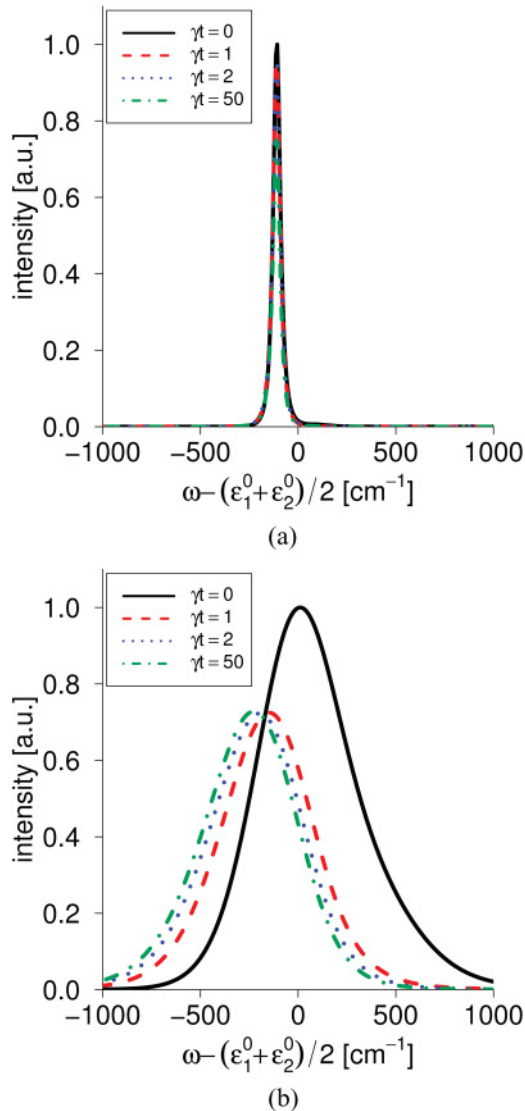 γt = 0
γt = 1
γt = 2
γt = 50
1.0
0.8
0.6
0.4
0.2
0.0
intensity [a.u.]
−1000 −500 0 500 1000
ω−(ε₁⁰+ε₂⁰)/2 [cm⁻¹]
(a)
γt = 0
γt = 1
γt = 2
γt = 50
1.0
0.8
0.6
0.4
0.2
0.0
intensity [a.u.]
−1000 −500 0 500 1000
ω−(ε₁⁰+ε₂⁰)/2 [cm⁻¹]
(b)